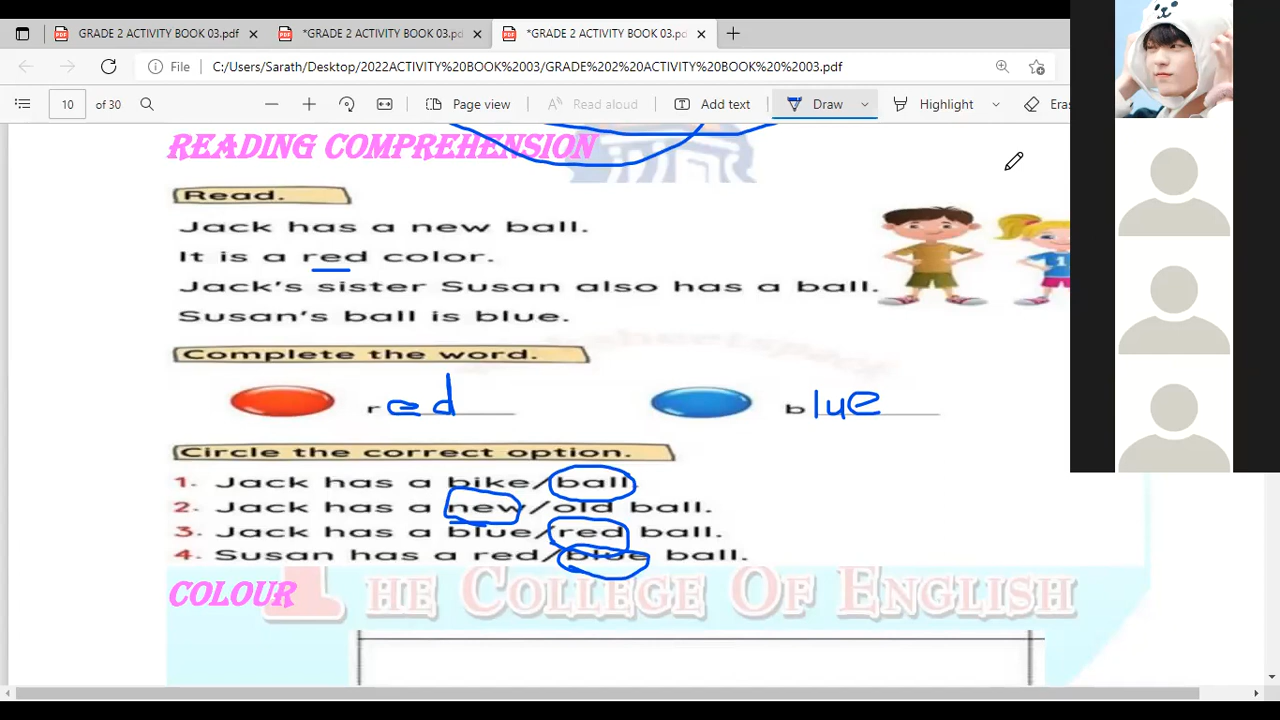 GRADE 2 ACTIVITY BOOK 03.pdf
*GRADE 2 ACTIVITY BOOK 03.pd
*GRADE 2 ACTIVITY BOOK 03.pd
File C:/Users/Sarath/Desktop/2022ACTIVITY%20BOOK%2003/GRADE%202%20ACTIVITY%20BOOK%20%2003.pdf
10 of 30 Page view Read aloud Add text Draw Highlight Eras
READING COMPREHENSION
Read.
Jack has a new ball.
It is a red color.
Jack's sister Susan also has a ball.
Susan's ball is blue.
1
Complete the word.
red blue
Circle the correct option.
1. Jack has a bike/ball
2. Jack has a new/old ball.
3. Jack has a blue/red ball.
4. Susan has a red/blue ball.
COLOUR
THE COLLEGE OF ENGLISH